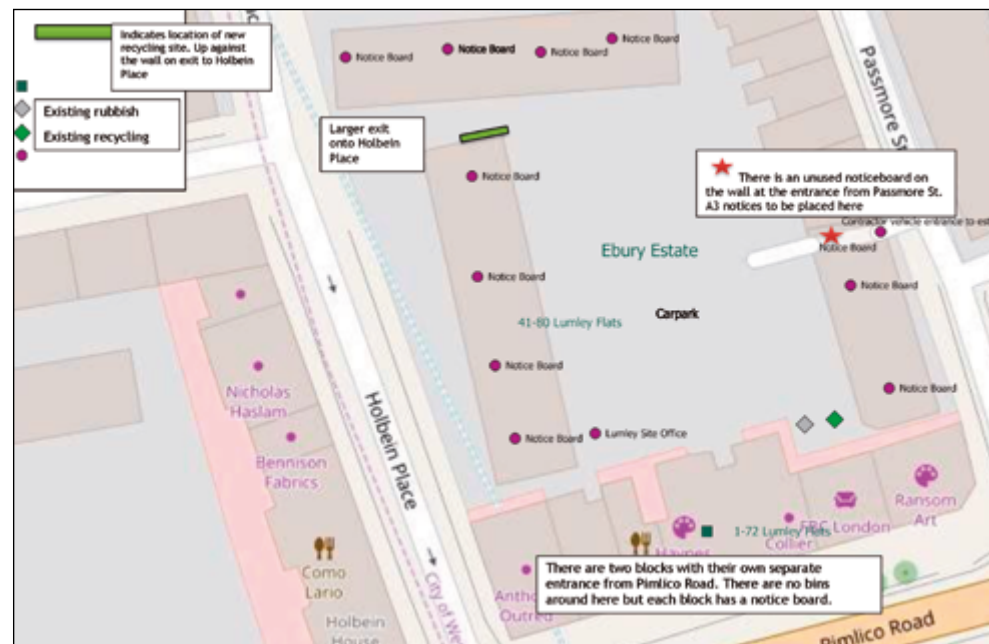 Indicates location of new
recycling site. Up against
the wall on exit to Holbein
Place
Existing rubbish
Existing recycling
Notice Board
Notice Board
Notice Board
Notice Board
Larger exit
onto Holbein
Place
Notice Board
Passmore St
There is an unused noticeboard on
the wall at the entrance from Passmore St.
A3 notices to be placed here
Contractor vehicle entrance to est
Notice Board
Ebury Estate
Notice Board
Notice Board
41-80 Lumley Flats
Carpark
Notice Board
Nicholas
Haslam
Holbein Place
Notice Board
Notice Board
Lumley Site Office
Bennison
Fabrics
Ransom
Art
London
1-72 Lumley Flats
Collier
Como
Lario
City of We
There are two blocks with their own separate
entrance from Pimlico Road. There are no bins
around here but each block has a notice board.
Outred
Holbein
House
Pimlico Road